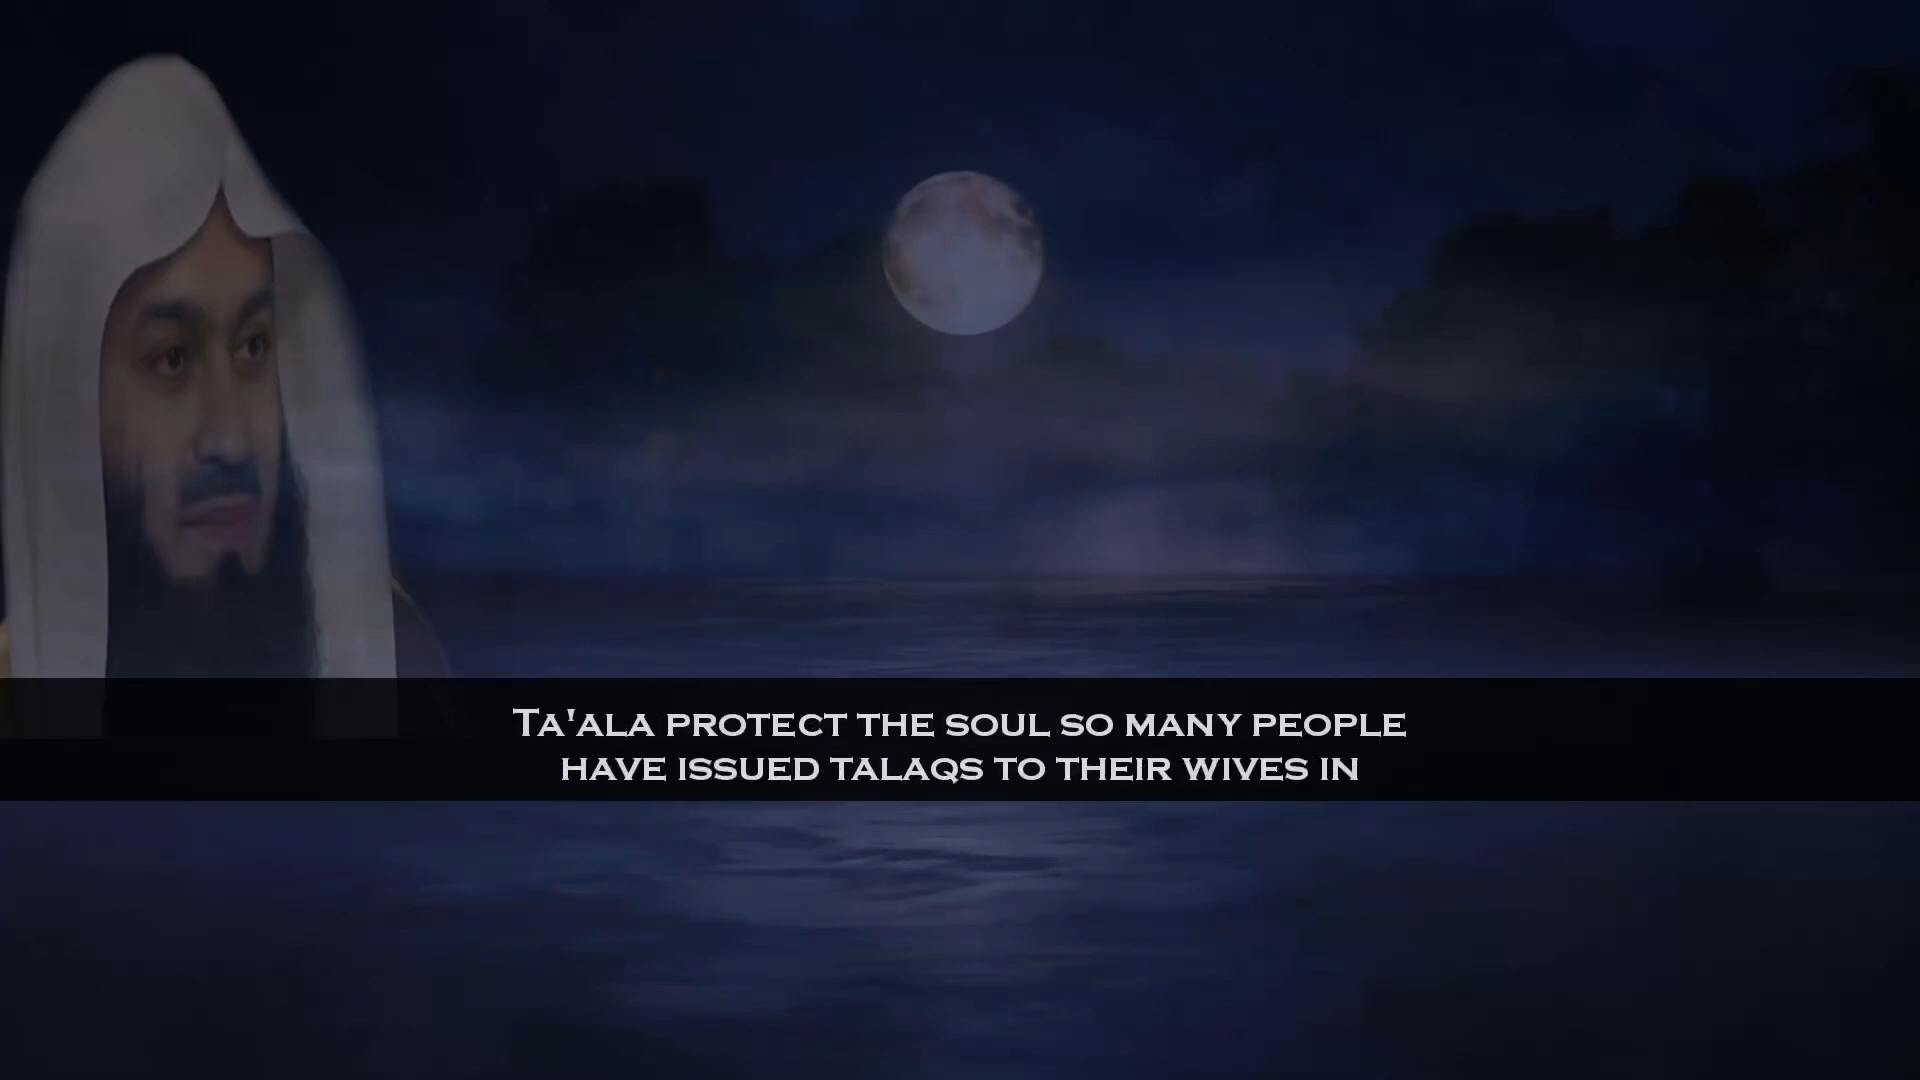 Ta'ala protect the soul so many people
have issued talaqs to their wives in